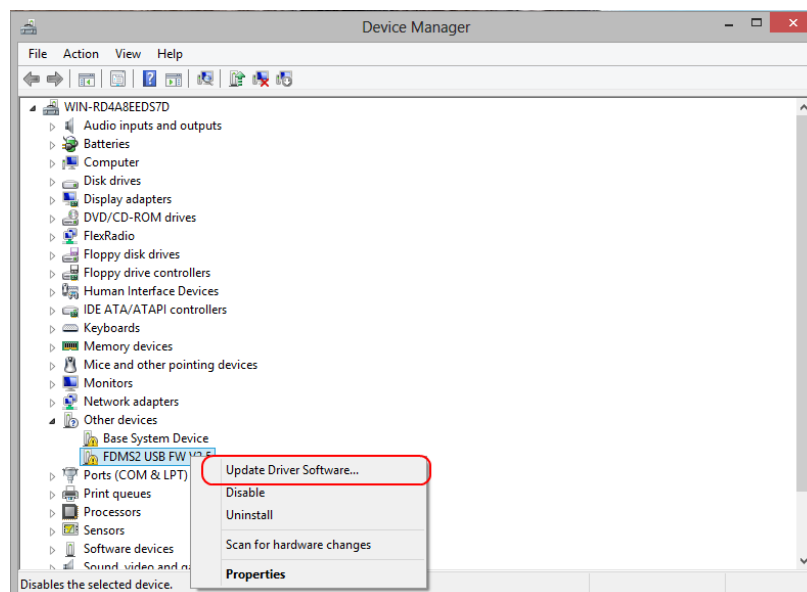 Device Manager
File Action View Help
WIN-RD4A8EEDS7D
Audio inputs and outputs
Batteries
Computer
Disk drives
Display adapters
DVD/CD-ROM drives
FlexRadio
Floppy disk drives
Floppy drive controllers
Human Interface Devices
IDE ATA/ATAPI controllers
Keyboards
Memory devices
Mice and other pointing devices
Monitors
Network adapters
Other devices
Base System Device
FDMS2 USB FW
Ports (COM & LPT)
Print queues
Processors
Sensors
Software devices
Sound, video and
Update Driver Software...
Disable
Uninstall
Scan for hardware changes
Properties
Disables the selected device.